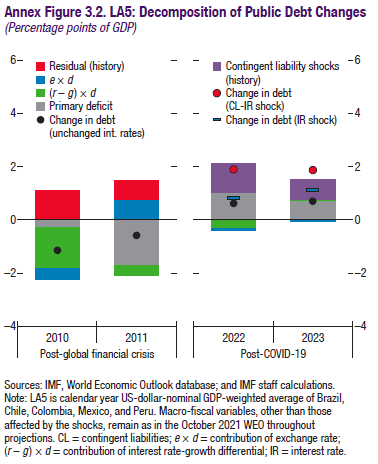 Annex Figure 3.2. LA5: Decomposition of Public Debt Changes
(Percentage points of GDP)
6– –6
4– –4
2– –2
0 0
–2– –2
–4 –4
Residual (history)
e × d
(r – g) × d
Primary deficit
Change in debt
(unchanged int. rates)
Contingent liability shocks
(history)
Change in debt
(CL-IR shock)
Change in debt (IR shock)
2010 2011 2022 2023
Post-global financial crisis Post-COVID-19
Sources: IMF, World Economic Outlook database; and IMF staff calculations.
Note: LA5 is calendar year US-dollar-nominal GDP-weighted average of Brazil,
Chile, Colombia, Mexico, and Peru. Macro-fiscal variables, other than those
affected by the shocks, remain as in the October 2021 WEO throughout
projections. CL = contingent liabilities; e × d = contribution of exchange rate;
(r – g) × d = contribution of interest rate-growth differential; IR = interest rate.